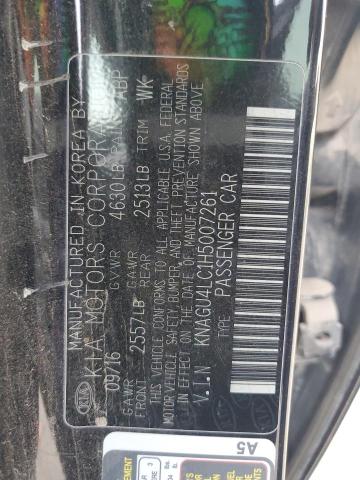 MANUFACTURED IN KOREA BY
KIA MOTORS CORPORATION
09/16 GVWR 4630LB PAINT ABP
GAWR GAWR
FRONT 2557LB REAR 2513LB TRIM WK
THIS VEHICLE CONFORMS TO ALL APPLICABLE U.S.A. FEDERAL
MOTOR VEHICLE SAFETY, BUMPER, AND THEFT PREVENTION STANDARDS
IN EFFECT ON THE DATE OF MANUFACTURE SHOWN ABOVE
V.I.N KNAGU4LC1H5007261
TYPE: PASSENGER CAR
A5